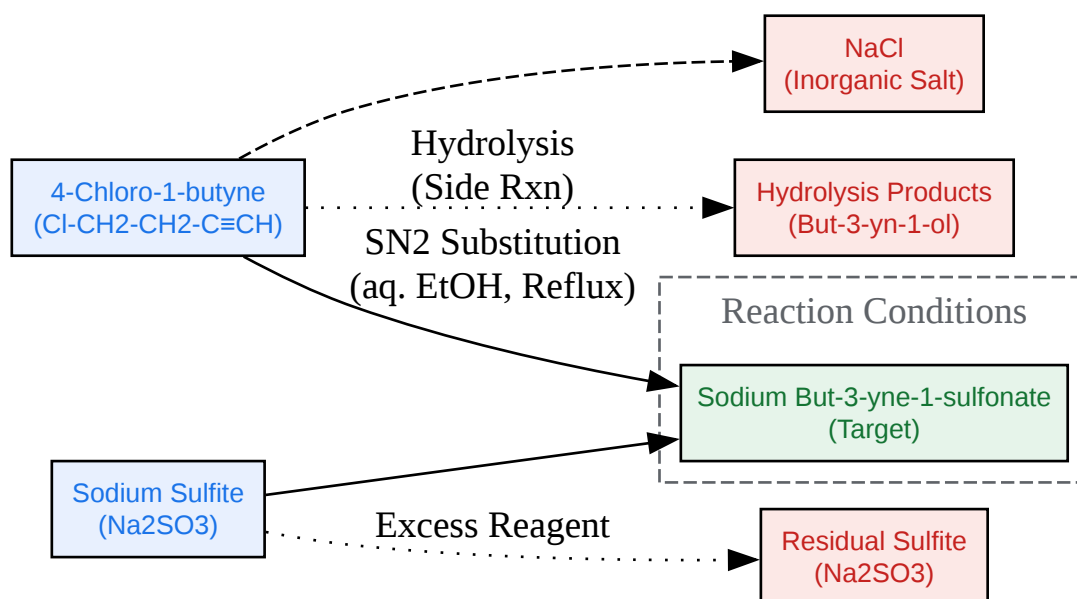 NaCl
(Inorganic Salt)
Hydrolysis
(Side Rxn)
4-Chloro-1-butyne
(Cl-CH2-CH2-C≡CH)
Hydrolysis Products
(But-3-yn-1-ol)
SN2 Substitution
(aq. EtOH, Reflux)
Reaction Conditions
Sodium But-3-yne-1-sulfonate
(Target)
Sodium Sulfite
(Na2SO3)
Excess Reagent
Residual Sulfite
(Na2SO3)